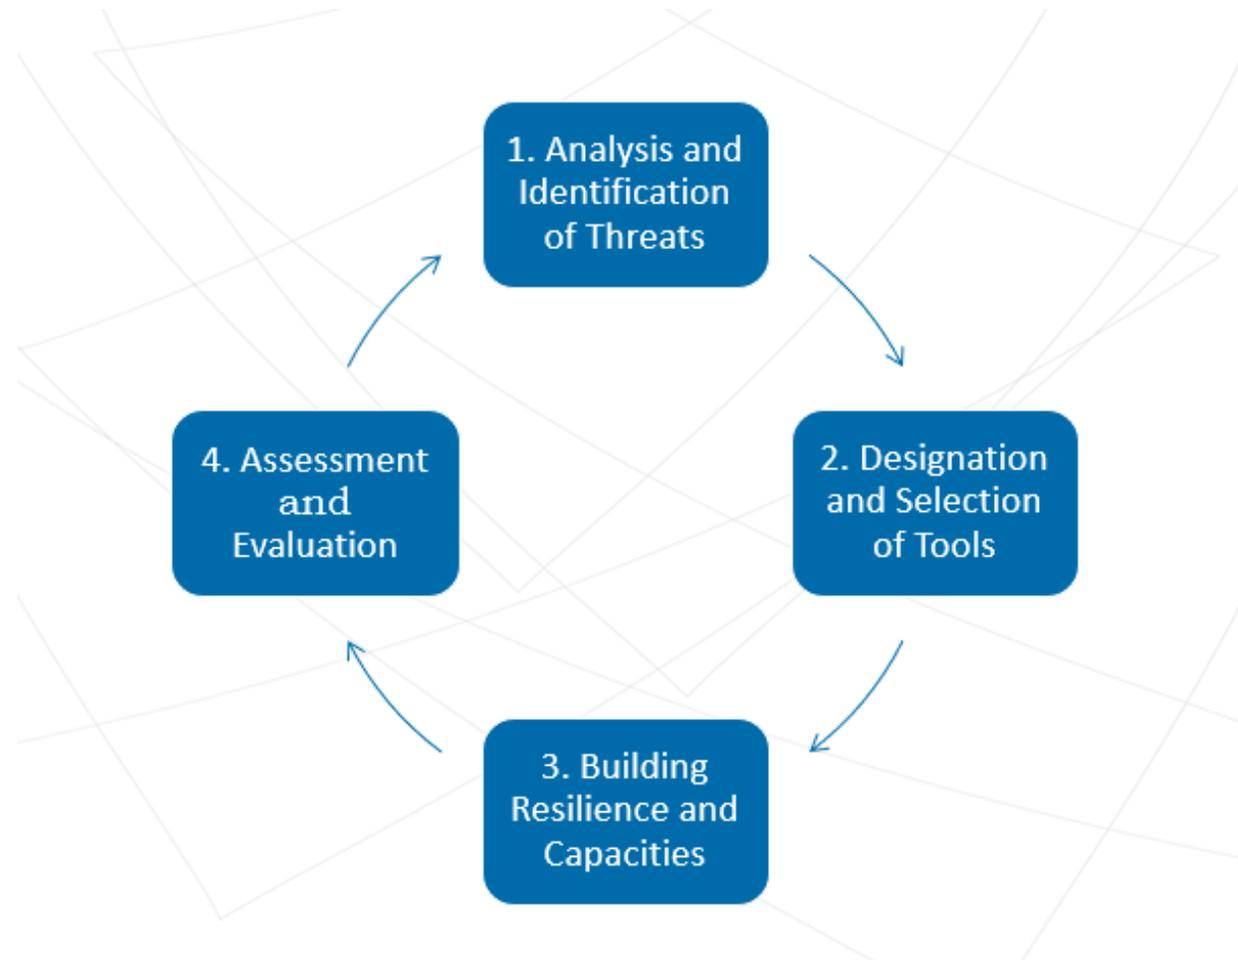 1. Analysis and
Identification
of Threats
2. Designation
and Selection
of Tools
3. Building
Resilience and
Capacities
4. Assessment
and
Evaluation